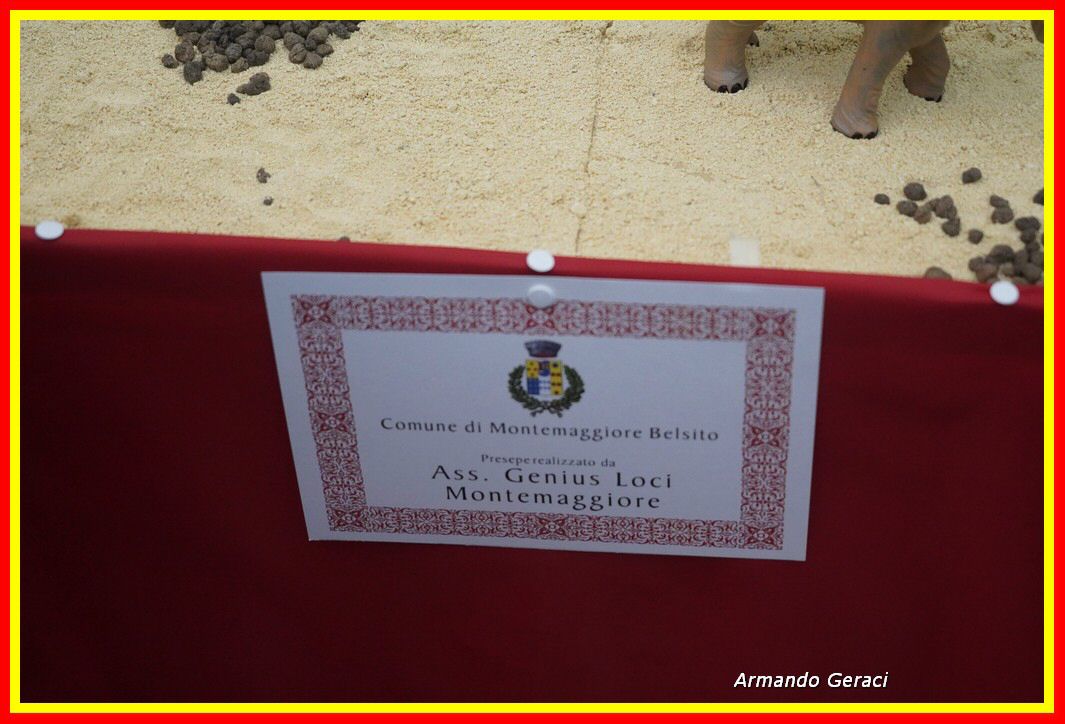 Comune di Montemaggiore Belsito
Presepe realizzato da
Ass. Genius Loci
Montemaggiore
Armando Geraci